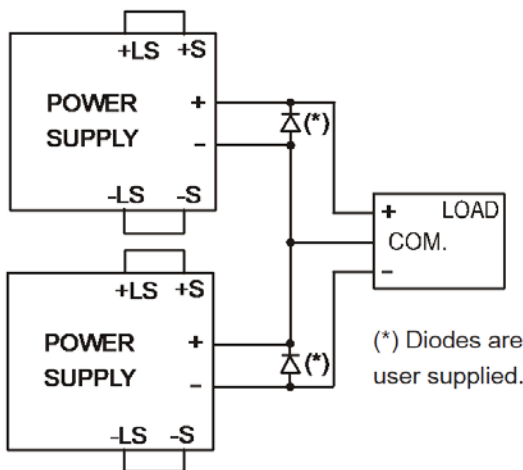 +LS +S
POWER
SUPPLY
+
-
(*)
-LS -S
+ LOAD
COM.
-
+LS +S
POWER
SUPPLY
+
-
(*)
-LS -S
(*) Diodes are
user supplied.